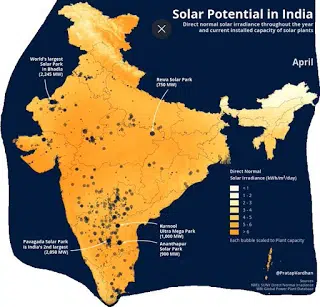 Solar Potential in India
Direct normal solar irradiance throughout the year
and current installed capacity of solar plants
April
World's largest
Solar Park
in Bhadla
(2,245 MW)
Rewa Solar Park
(750 MW)
Kurnool
Ultra Mega Park
(1,000 MW)
Pavagada Solar Park
is India's 2nd largest
(2,050 MW)
Ananthapur
Solar Park
(900 MW)
Direct Normal
Solar Irradiance (kWh/m²/day)
< 1
1 - 2
2 - 3
3 - 4
4 - 5
5 - 6
> 6
Each bubble scaled to Plant capacity
@PratapVardhan
Sources
Direct Normal Irradiance
Global Power Plant Database